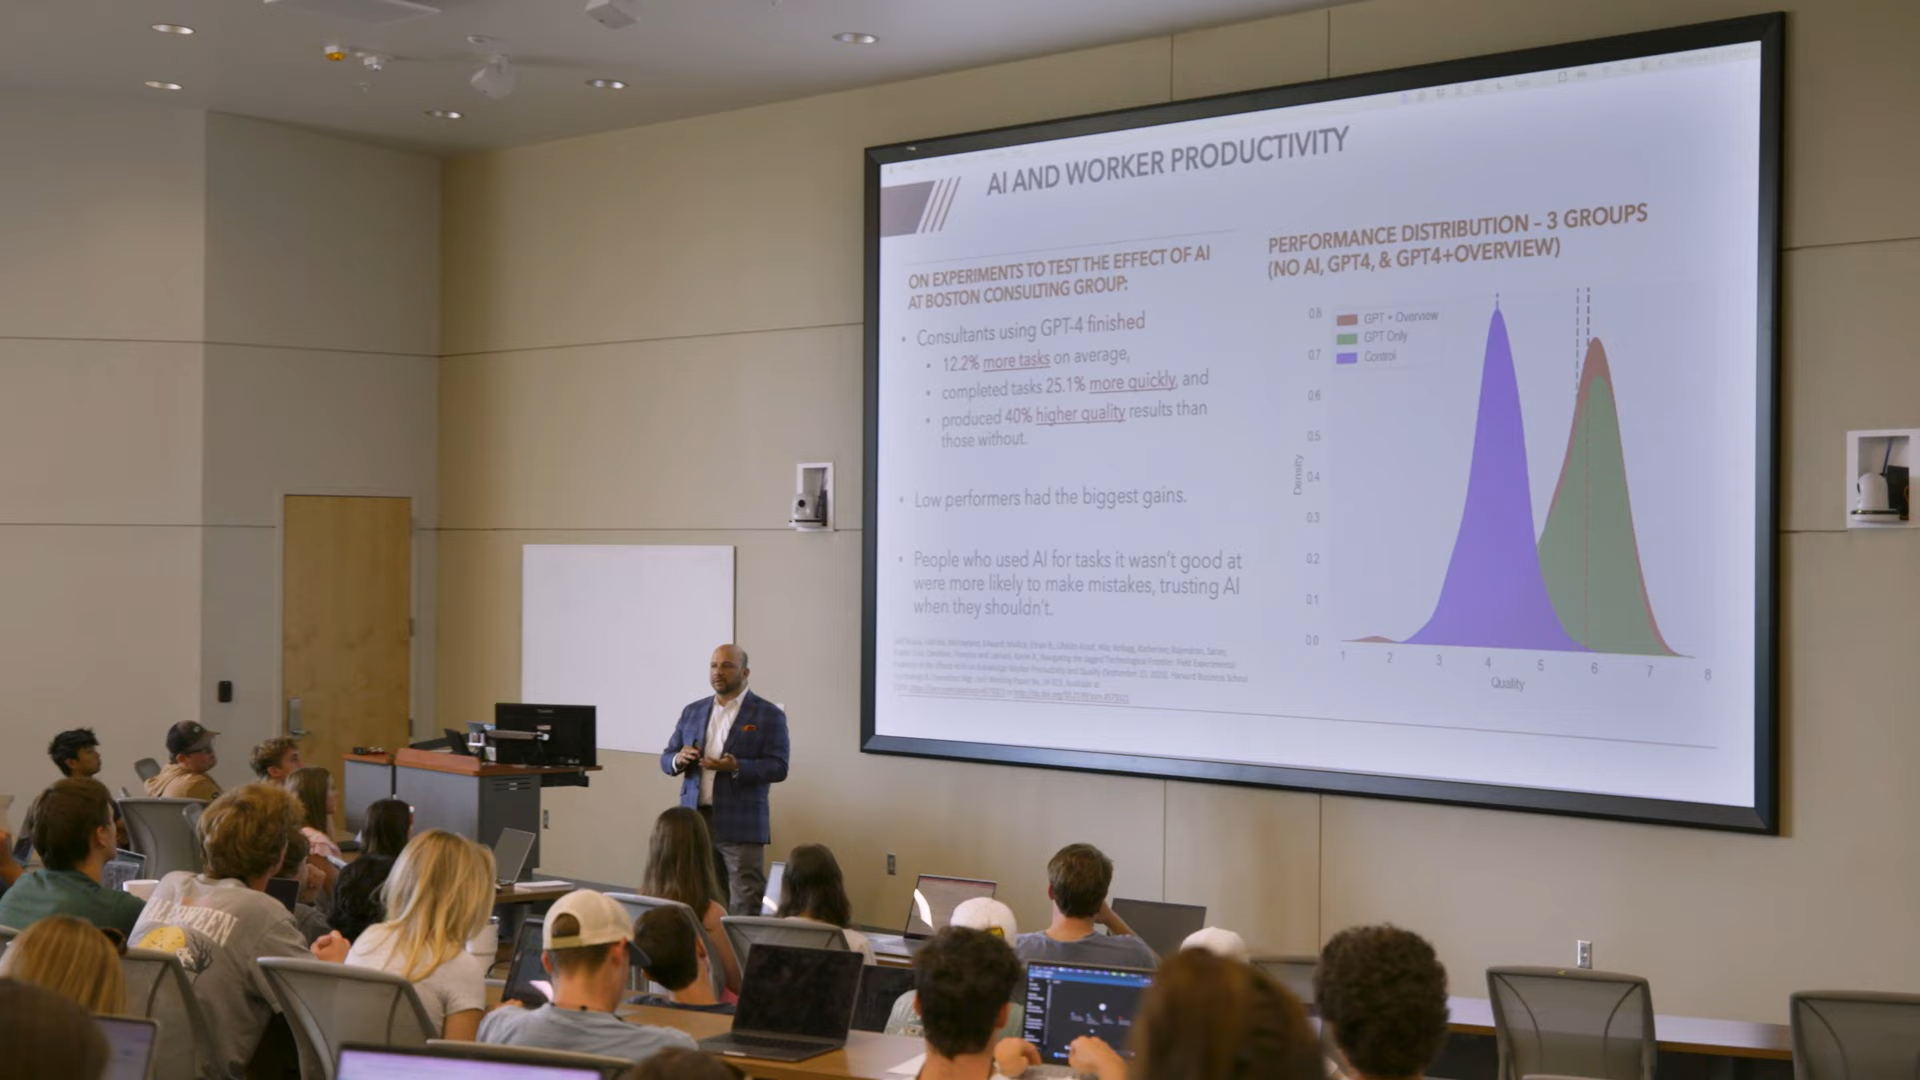 AI AND WORKER PRODUCTIVITY
ON EXPERIMENTS TO TEST THE EFFECT OF AI
AT BOSTON CONSULTING GROUP:
• Consultants using GPT-4 finished
• 12.2% more tasks on average,
• completed tasks 25.1% more quickly, and
• produced 40% higher quality results than
those without.
• Low performers had the biggest gains.
• People who used AI for tasks it wasn't good at
were more likely to make mistakes, trusting AI
when they shouldn't.
PERFORMANCE DISTRIBUTION - 3 GROUPS
(NO AI, GPT4, & GPT4+OVERVIEW)
GPT + Overview
GPT Only
Control
0.8
0.7
0.6
0.5
0.4
0.3
0.2
0.1
0.0
Density
1 2 3 4 5 6 7 8
Quality